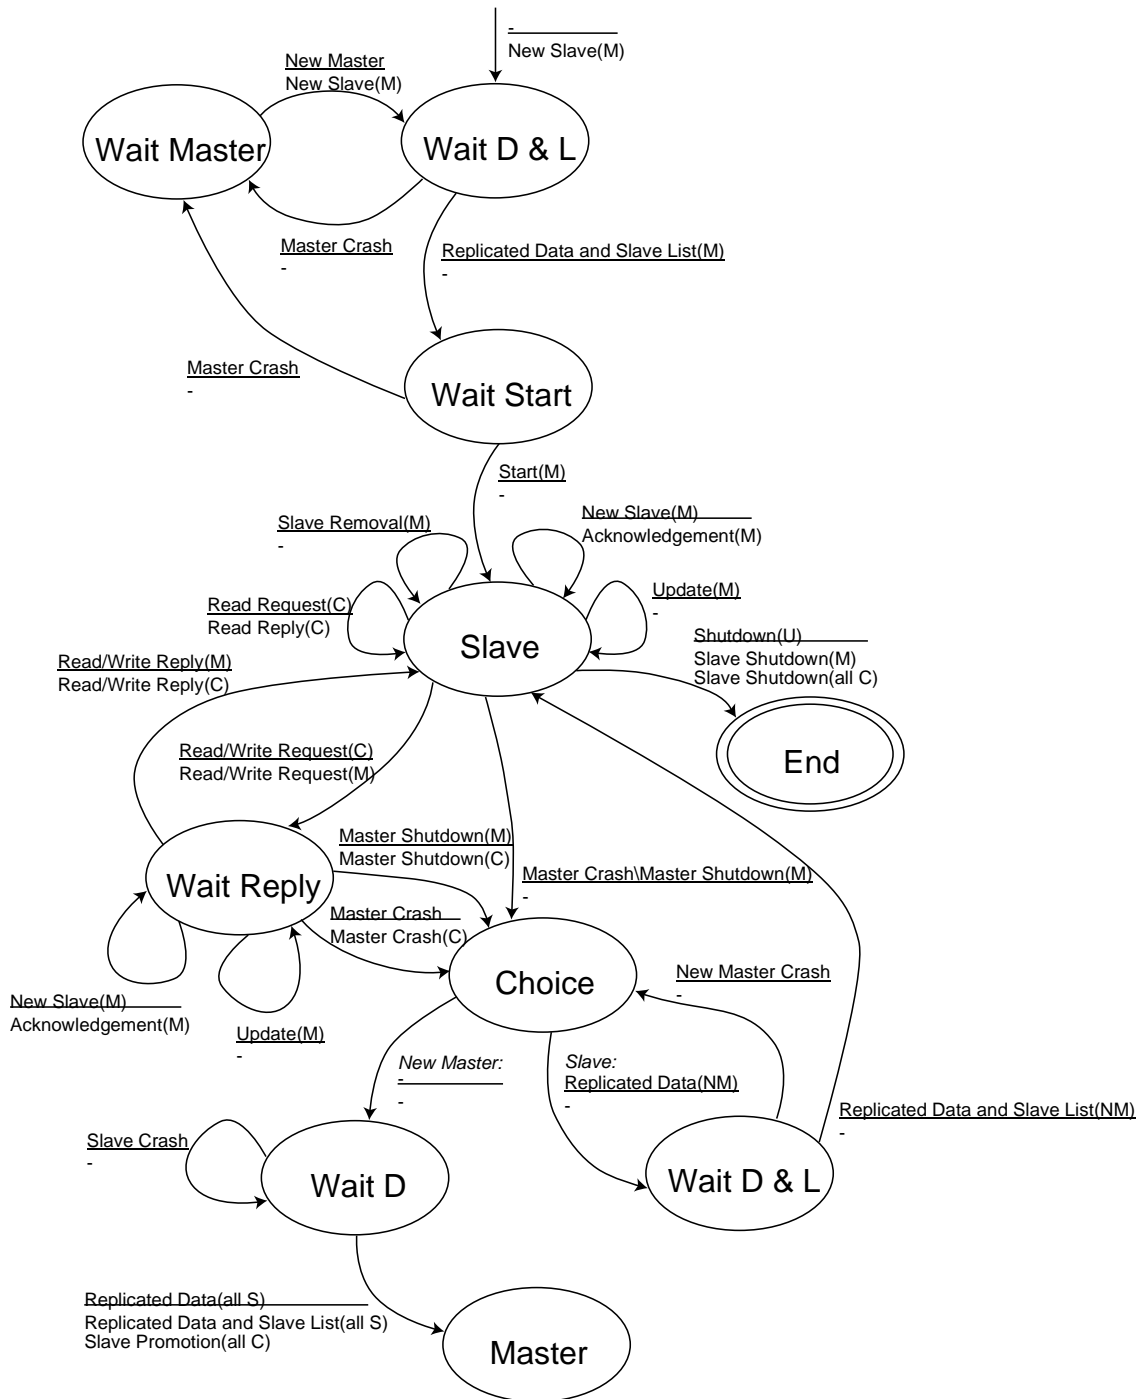 -
New Slave(M)
New Master
New Slave(M)
Wait Master
Wait D & L
Master Crash
-
Replicated Data and Slave List(M)
-
Master Crash
-
Wait Start
Start(M)
-
Slave Removal(M)
-
New Slave(M)
Acknowledgement(M)
Read Request(C)
Read Reply(C)
Update(M)
-
Slave
Shutdown(U)
Slave Shutdown(M)
Slave Shutdown(all C)
Read/Write Reply(M)
Read/Write Reply(C)
Read/Write Request(C)
Read/Write Request(M)
End
Master Shutdown(M)
Master Shutdown(C)
Master Crash\Master Shutdown(M)
-
Wait Reply
Master Crash
Master Crash(C)
Choice
New Master Crash
-
New Slave(M)
Acknowledgement(M)
Update(M)
-
New Master:
-
-
Slave:
Replicated Data(NM)
-
Replicated Data and Slave List(NM)
-
Slave Crash
-
Wait D
Wait D & L
Replicated Data(all S)
Replicated Data and Slave List(all S)
Slave Promotion(all C)
Master